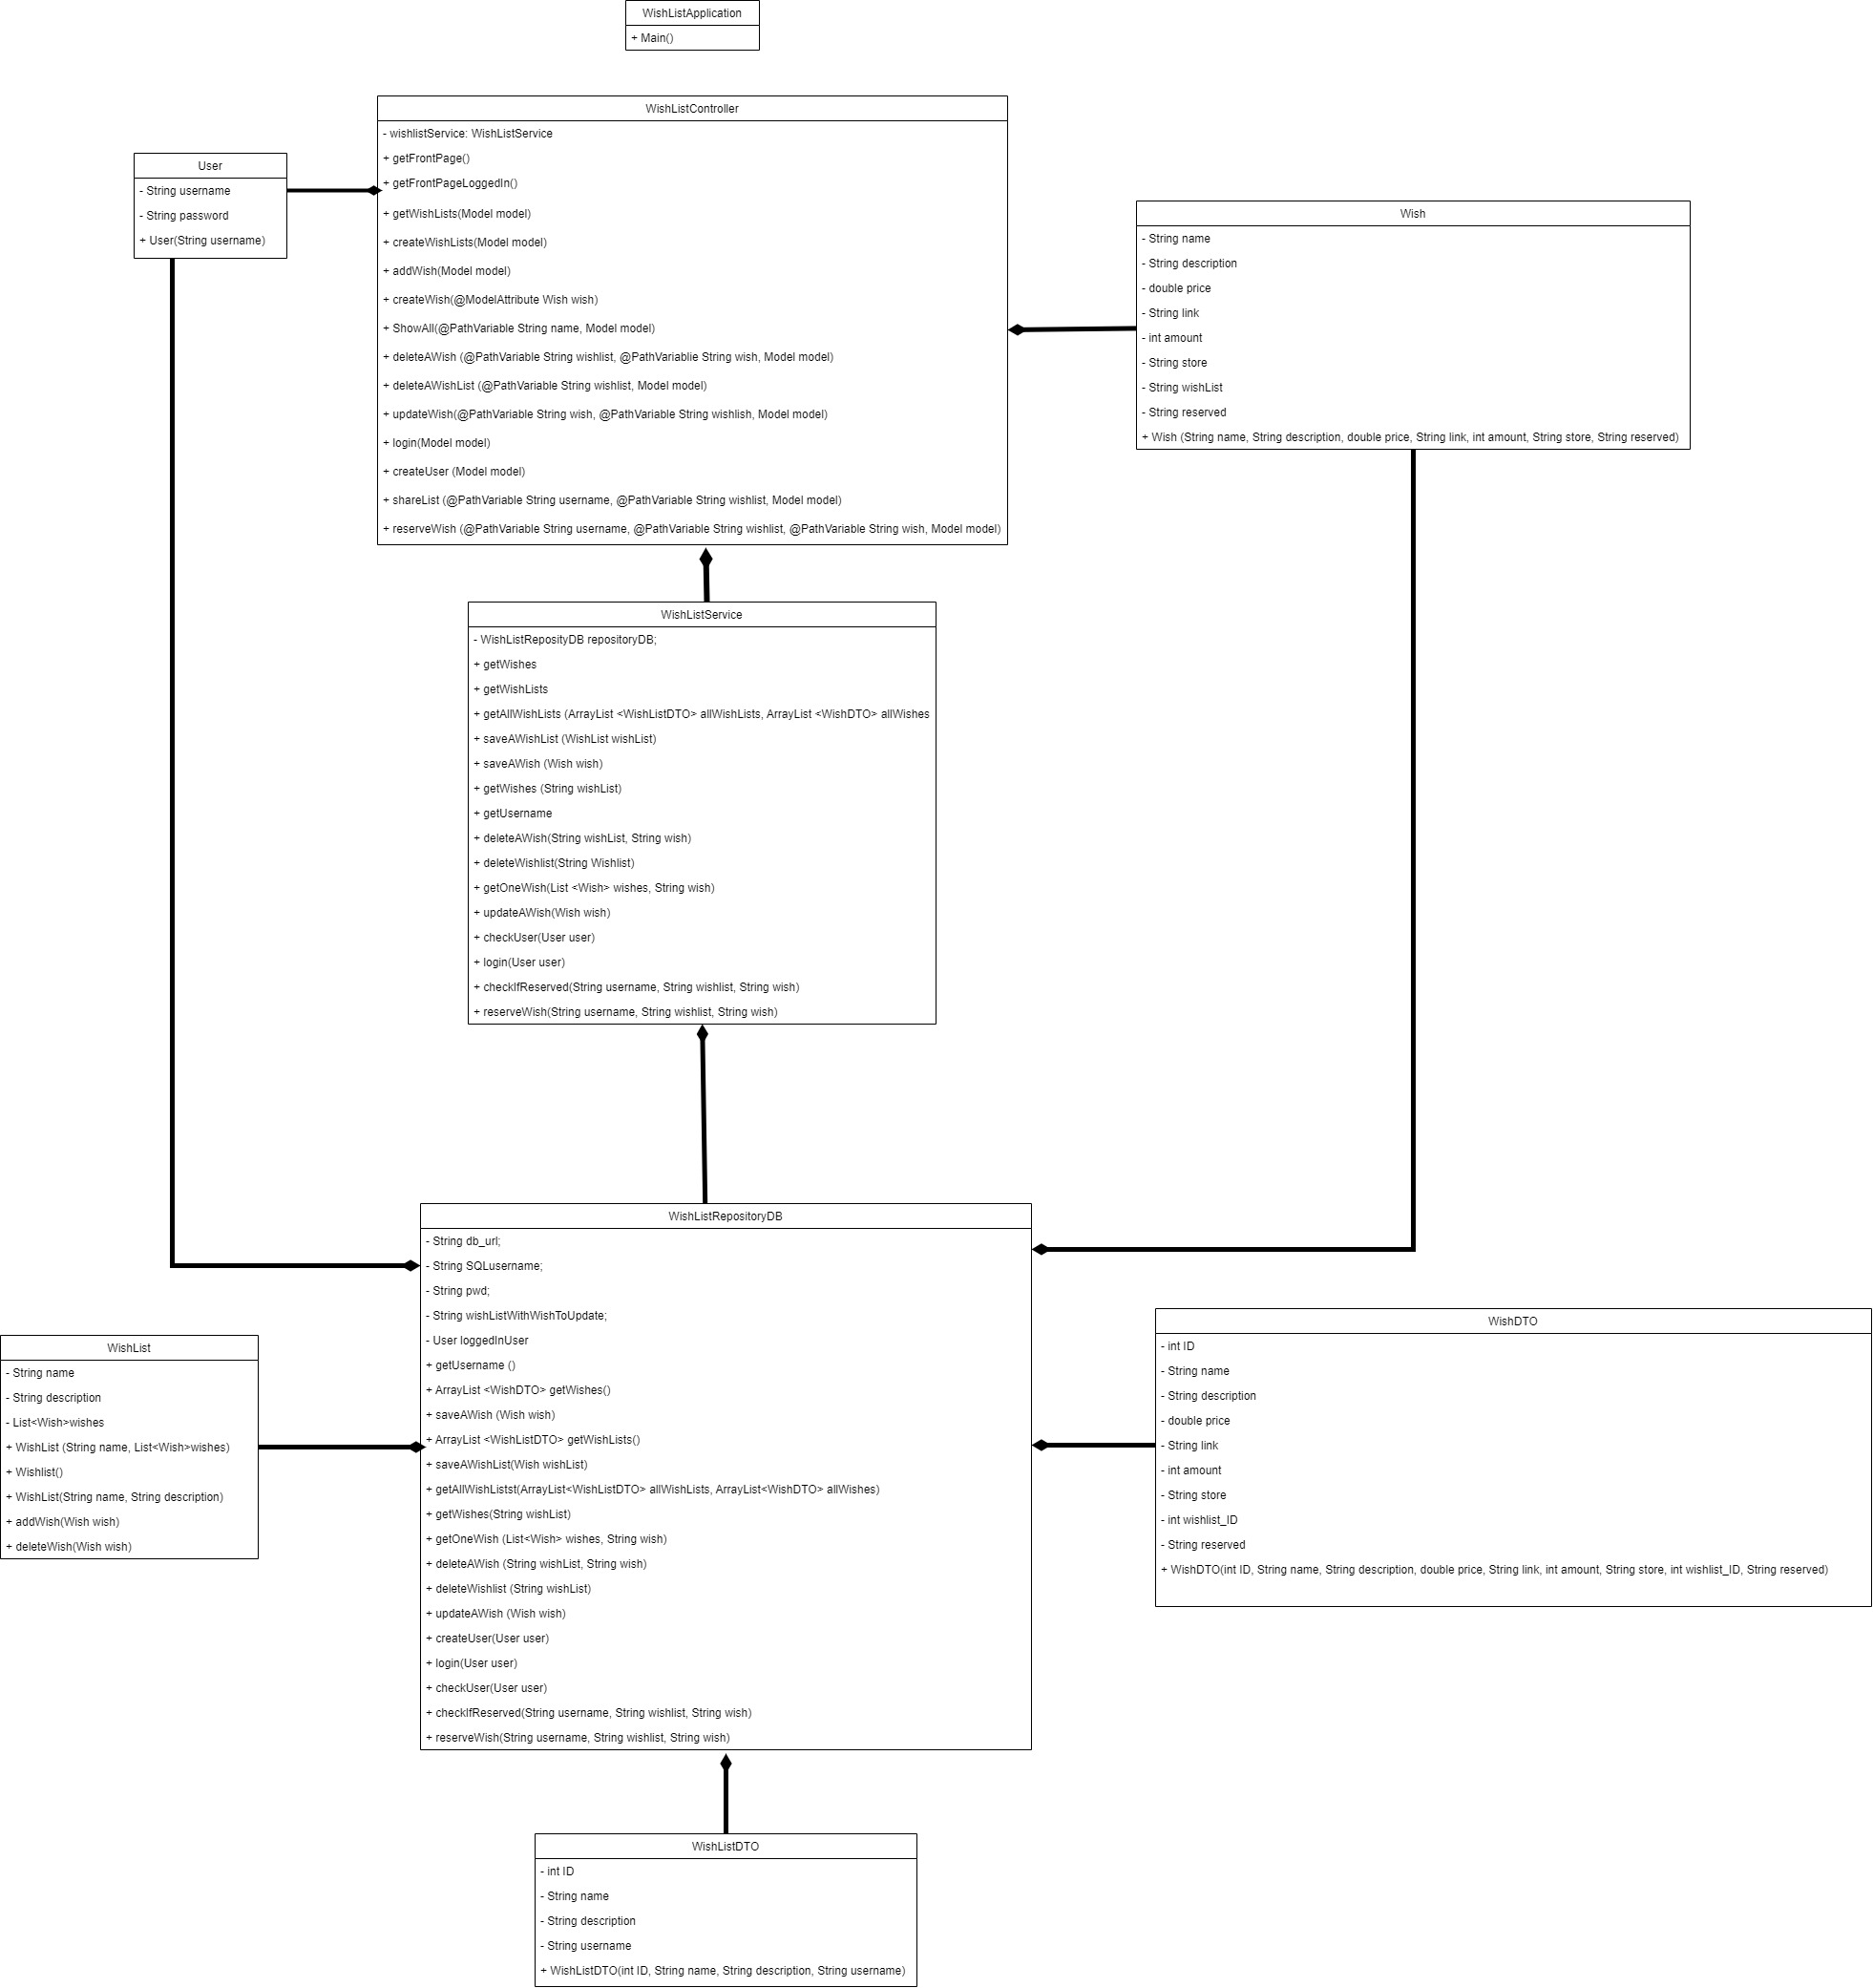 WishListApplication
+ Main()
WishListController
- wishlistService: WishListService
+ getFrontPage()
+ getFrontPageLoggedIn()
+ getWishLists(Model model)
+ createWishLists(Model model)
+ addWish(Model model)
+ createWish(@ModelAttribute Wish wish)
+ ShowAll(@PathVariable String name, Model model)
+ deleteAWish (@PathVariable String wishlist, @PathVariablie String wish, Model model)
+ deleteAWishList (@PathVariable String wishlist, Model model)
+ updateWish(@PathVariable String wish, @PathVariable String wishlish, Model model)
+ login(Model model)
+ createUser (Model model)
+ shareList (@PathVariable String username, @PathVariable String wishlist, Model model)
+ reserveWish (@PathVariable String username, @PathVariable String wishlist, @PathVariable String wish, Model model)
User
- String username
- String password
+ User(String username)
Wish
- String name
- String description
- double price
- String link
- int amount
- String store
- String wishList
- String reserved
+ Wish (String name, String description, double price, String link, int amount, String store, String reserved)
WishListService
- WishListReposityDB repositoryDB;
+ getWishes
+ getWishLists
+ getAllWishLists (ArrayList <WishListDTO> allWishLists, ArrayList <WishDTO> allWishes
+ saveAWishList (WishList wishList)
+ saveAWish (Wish wish)
+ getWishes (String wishList)
+ getUsername
+ deleteAWish(String wishList, String wish)
+ deleteWishlist(String Wishlist)
+ getOneWish(List <Wish> wishes, String wish)
+ updateAWish(Wish wish)
+ checkUser(User user)
+ login(User user)
+ checkIfReserved(String username, String wishlist, String wish)
+ reserveWish(String username, String wishlist, String wish)
WishListRepositoryDB
- String db_url;
- String SQLusername;
- String pwd;
- String wishListWithWishToUpdate;
- User loggedInUser
+ getUsername ()
+ ArrayList <WishDTO> getWishes()
+ saveAWish (Wish wish)
+ ArrayList <WishListDTO> getWishLists()
+ saveAWishList(Wish wishList)
+ getAllWishListst(ArrayList<WishListDTO> allWishLists, ArrayList<WishDTO> allWishes)
+ getWishes(String wishList)
+ getOneWish (List<Wish> wishes, String wish)
+ deleteAWish (String wishList, String wish)
+ deleteWishlist (String wishList)
+ updateAWish (Wish wish)
+ createUser(User user)
+ login(User user)
+ checkUser(User user)
+ checkIfReserved(String username, String wishlist, String wish)
+ reserveWish(String username, String wishlist, String wish)
WishList
- String name
- String description
- List<Wish>wishes
+ WishList (String name, List<Wish>wishes)
+ Wishlist()
+ WishList(String name, String description)
+ addWish(Wish wish)
+ deleteWish(Wish wish)
WishDTO
- int ID
- String name
- String description
- double price
- String link
- int amount
- String store
- int wishlist_ID
- String reserved
+ WishDTO(int ID, String name, String description, double price, String link, int amount, String store, int wishlist_ID, String reserved)
WishListDTO
- int ID
- String name
- String description
- String username
+ WishListDTO(int ID, String name, String description, String username)